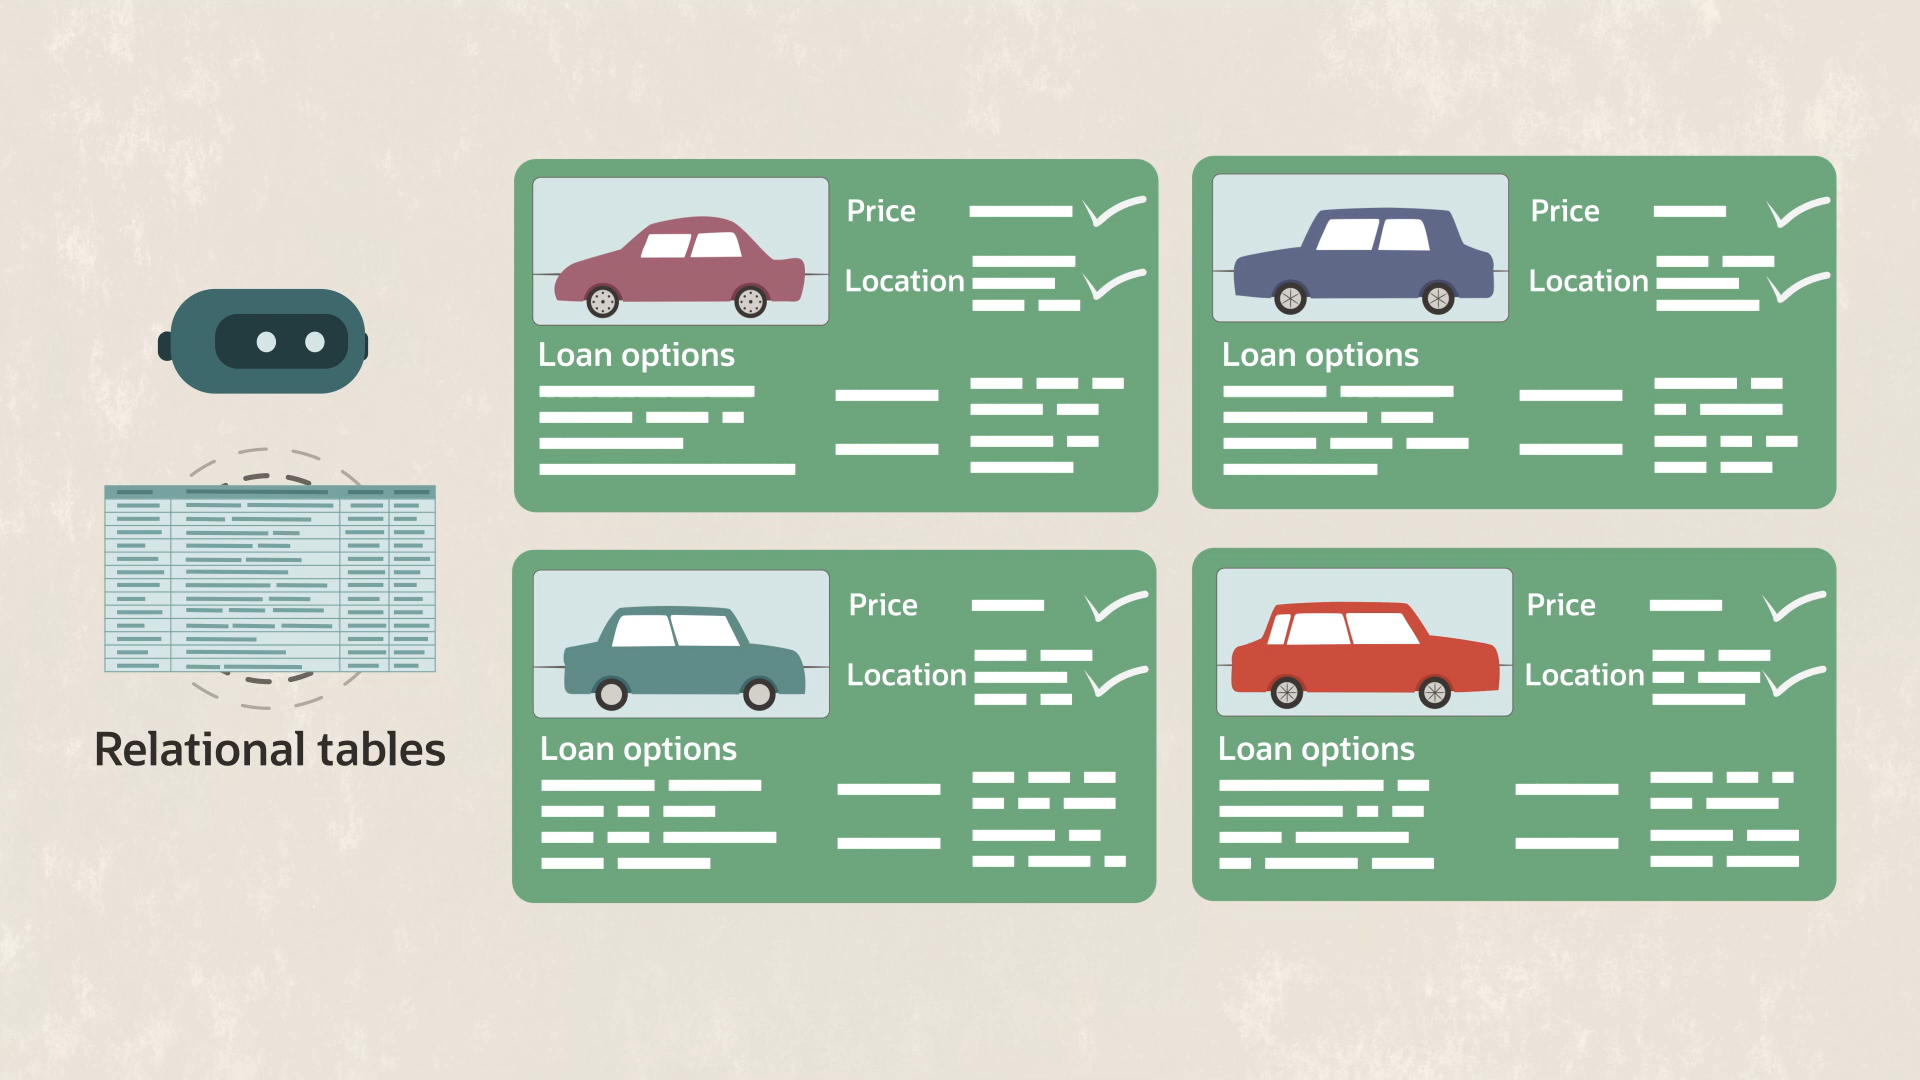 Price
Location
Loan options
Price
Location
Loan options
Relational tables
Price
Location
Loan options
Price
Location
Loan options